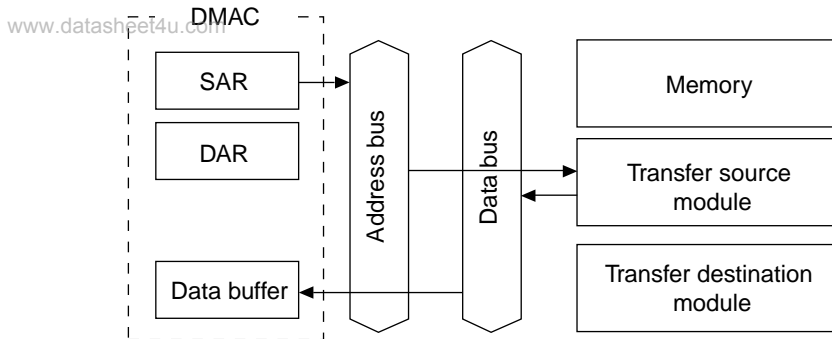 www.datasheet4u.com
DMAC
SAR
DAR
Data buffer
Address bus
Data bus
Memory
Transfer source
module
Transfer destination
module